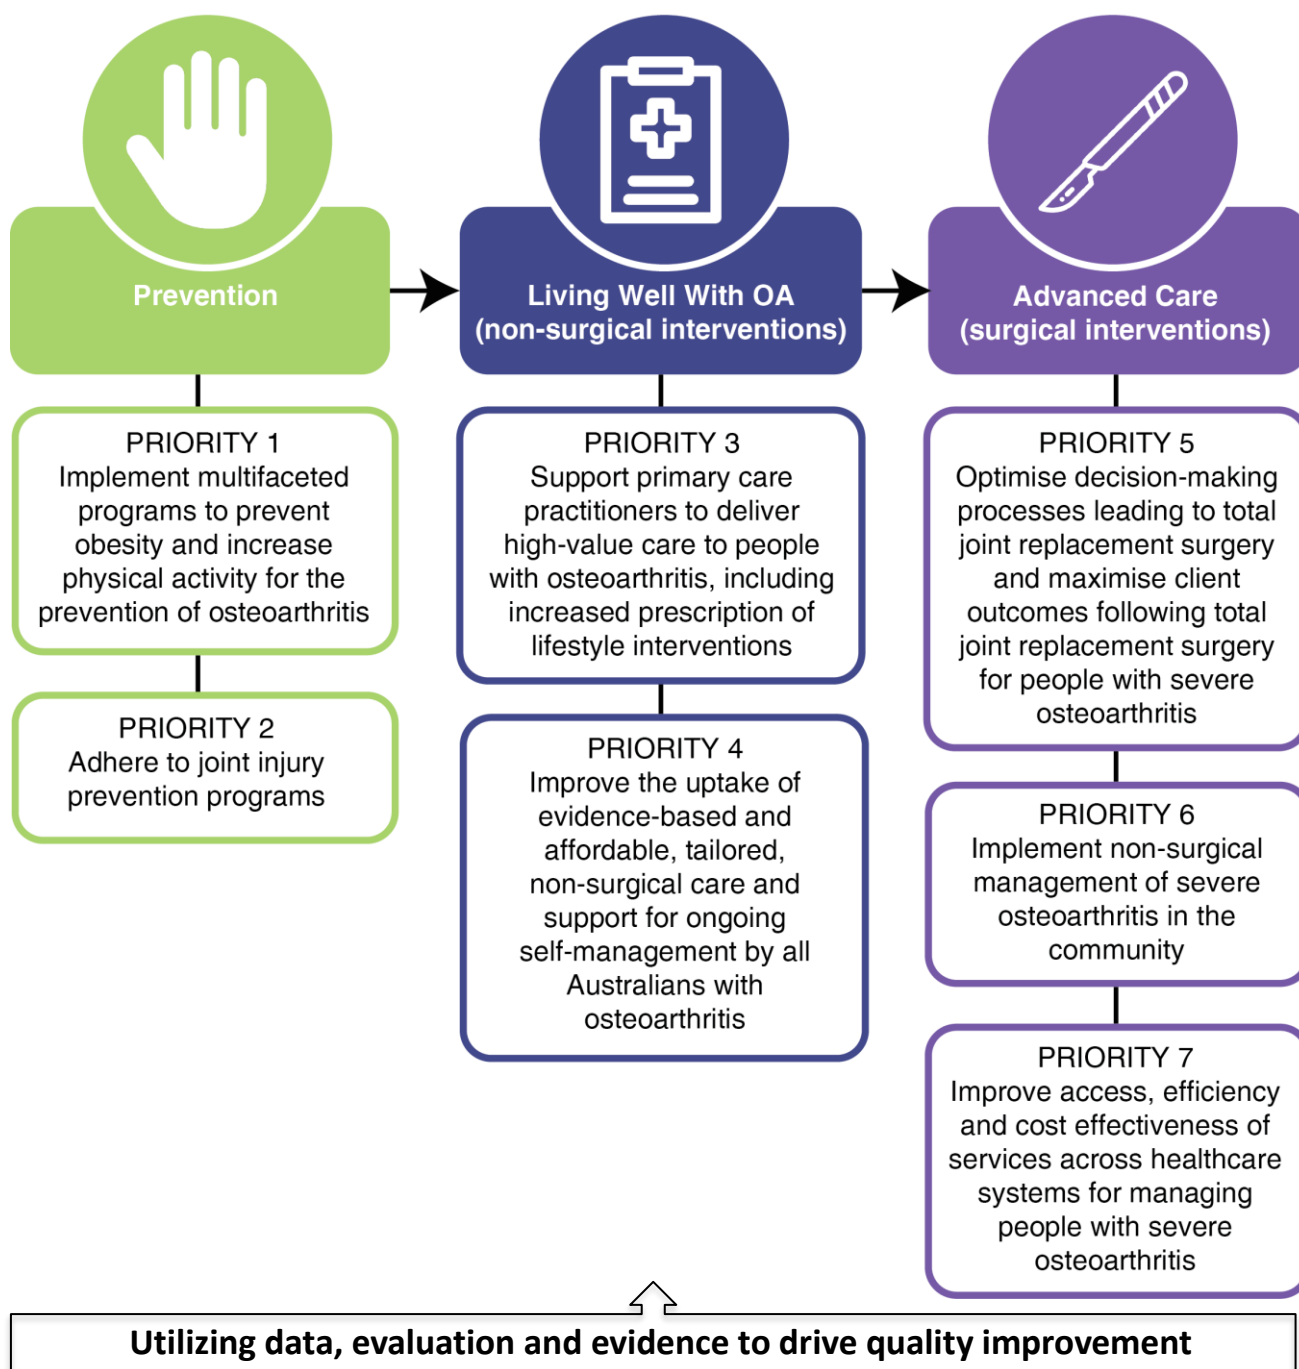 Prevention
PRIORITY 1
Implement multifaceted
programs to prevent
obesity and increase
physical activity for the
prevention of osteoarthritis
PRIORITY 2
Adhere to joint injury
prevention programs
Living Well With OA
(non-surgical interventions)
PRIORITY 3
Support primary care
practitioners to deliver
high-value care to people
with osteoarthritis, including
increased prescription of
lifestyle interventions
PRIORITY 4
Improve the uptake of
evidence-based and
affordable, tailored,
non-surgical care and
support for ongoing
self-management by all
Australians with
osteoarthritis
Advanced Care
(surgical interventions)
PRIORITY 5
Optimise decision-making
processes leading to total
joint replacement surgery
and maximise client
outcomes following total
joint replacement surgery
for people with severe
osteoarthritis
PRIORITY 6
Implement non-surgical
management of severe
osteoarthritis in the
community
PRIORITY 7
Improve access, efficiency
and cost effectiveness of
services across healthcare
systems for managing
people with severe
osteoarthritis
Utilizing data, evaluation and evidence to drive quality improvement